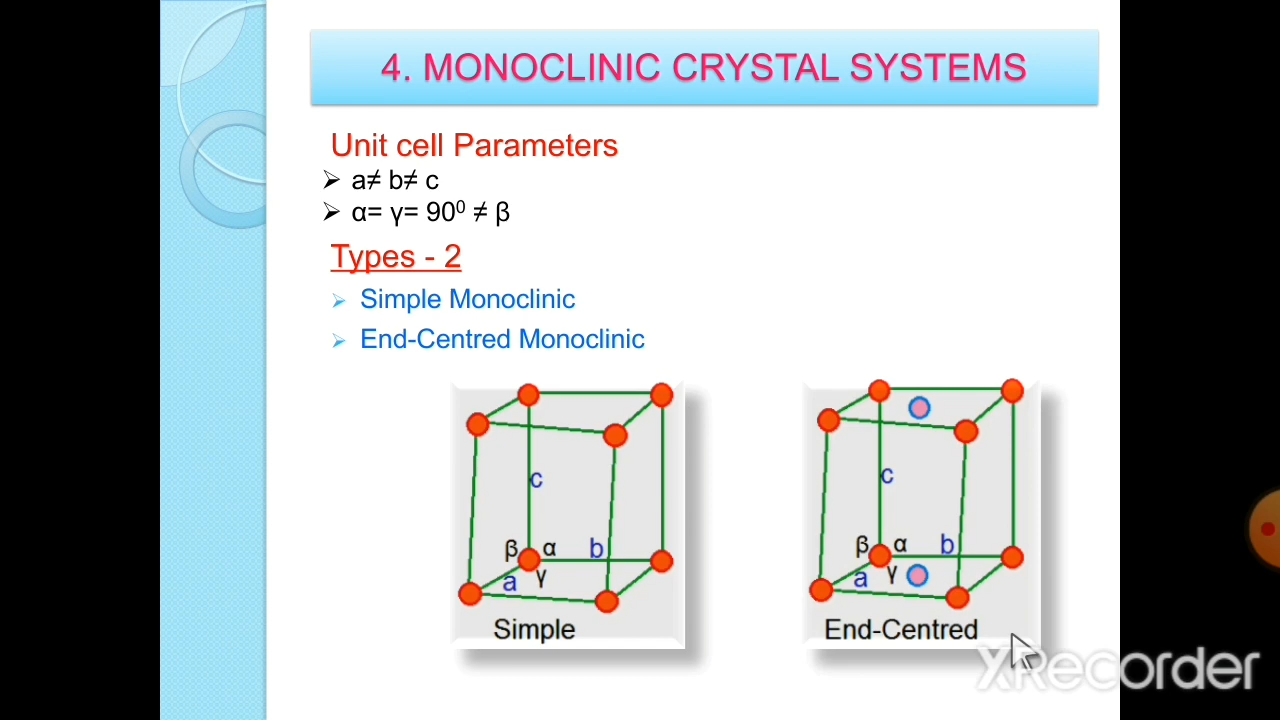 4. MONOCLINIC CRYSTAL SYSTEMS
Unit cell Parameters
➢ a≠ b≠ c
➢ α= γ= 90⁰ ≠ β
Types - 2
➢ Simple Monoclinic
➢ End-Centred Monoclinic
c
β α b
a γ
Simple
c
β α b
a γ
End-Centred
XRecorder